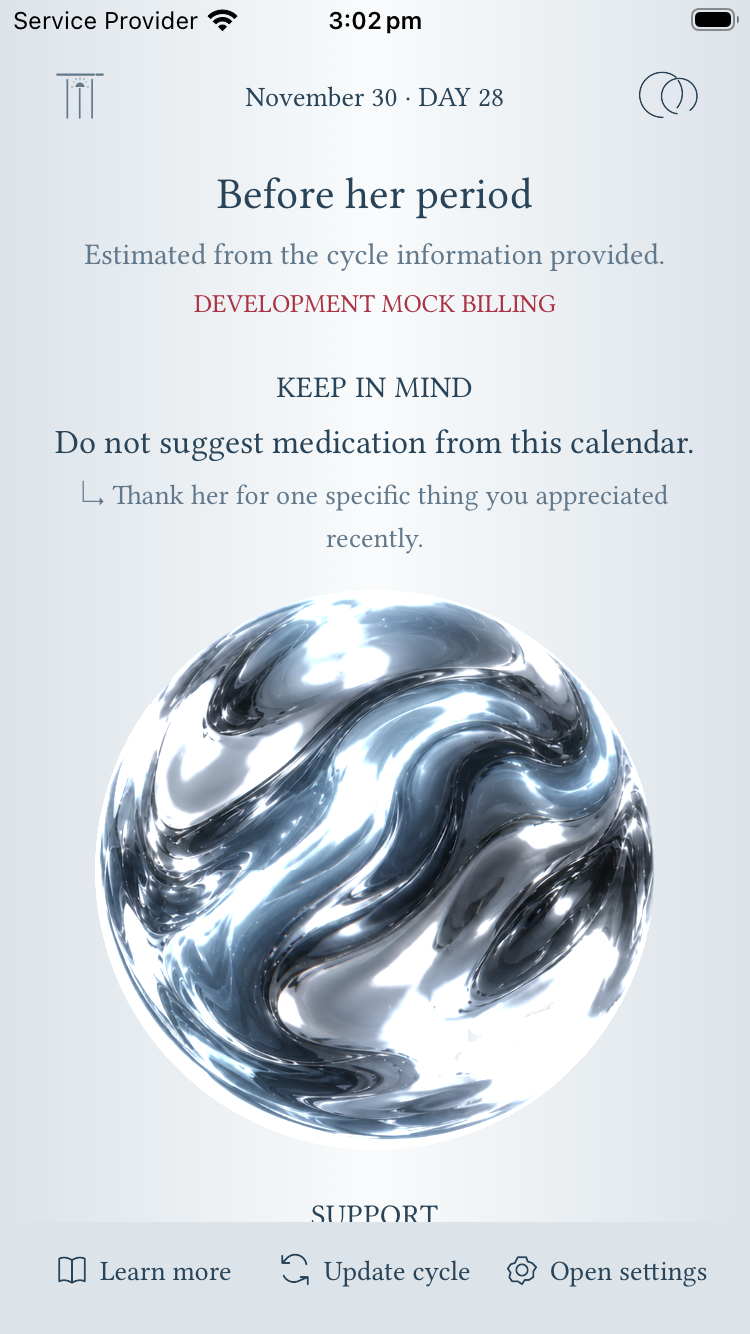 Service Provider 3:02 pm
November 30 · DAY 28
Before her period
Estimated from the cycle information provided.
DEVELOPMENT MOCK BILLING
KEEP IN MIND
Do not suggest medication from this calendar.
Thank her for one specific thing you appreciated
recently.
SUPPORT
Learn more Update cycle Open settings